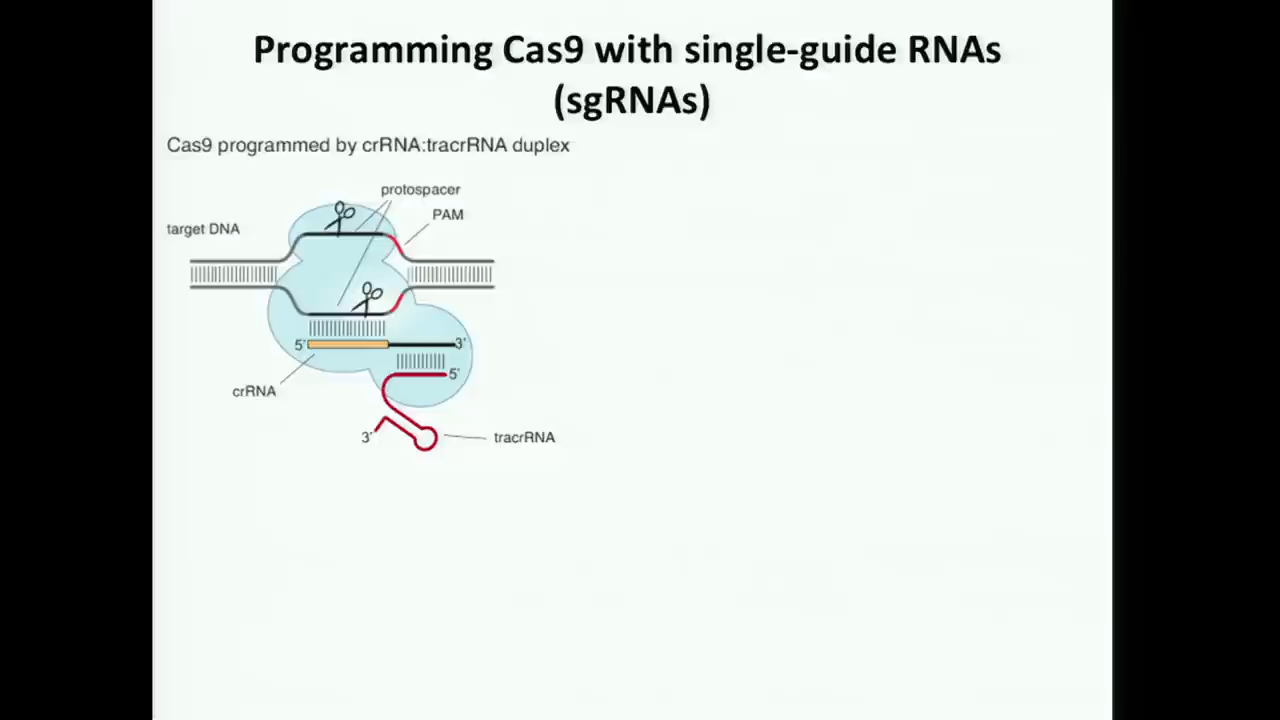 Programming Cas9 with single-guide RNAs
(sgRNAs)
Cas9 programmed by crRNA:tracrRNA duplex
protospacer
PAM
target DNA
5'
3'
5'
crRNA
3'
tracrRNA